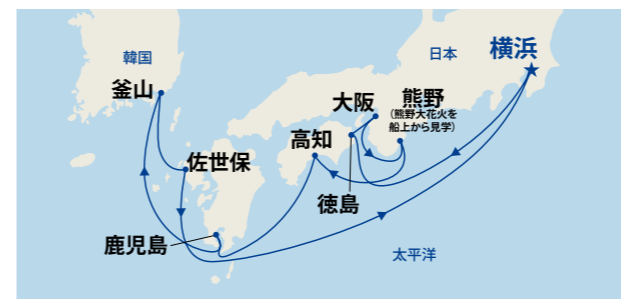 韓国
日本
横浜
釜山
大阪
熊野
(熊野大花火を
船上から見学)
高知
佐世保
徳島
鹿児島
太平洋